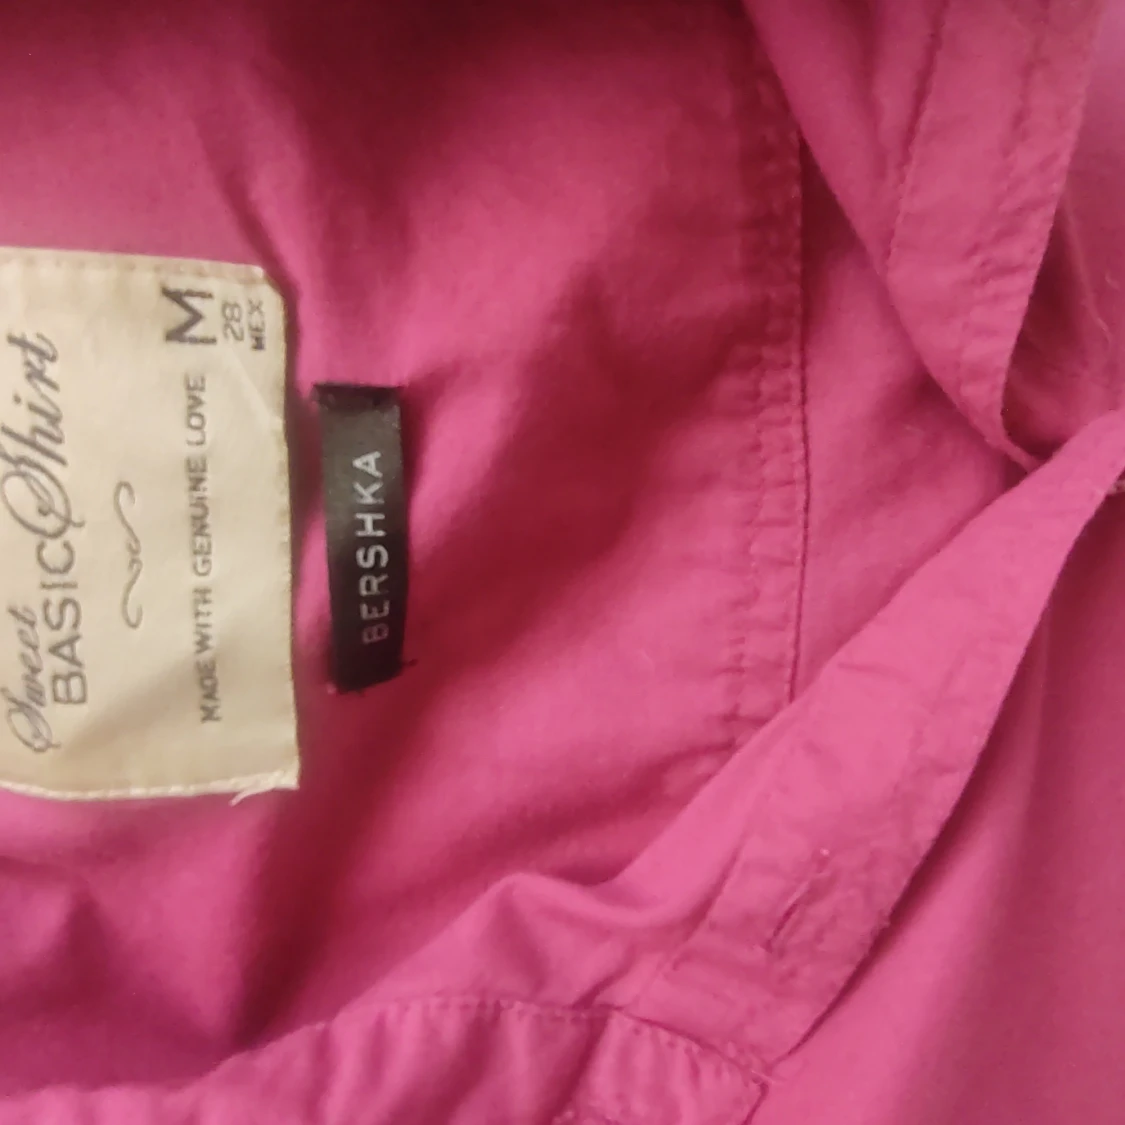 Sweet
BASIC Shirt
MADE WITH GENUINE LOVE
M
28
MEX
BERSHKA